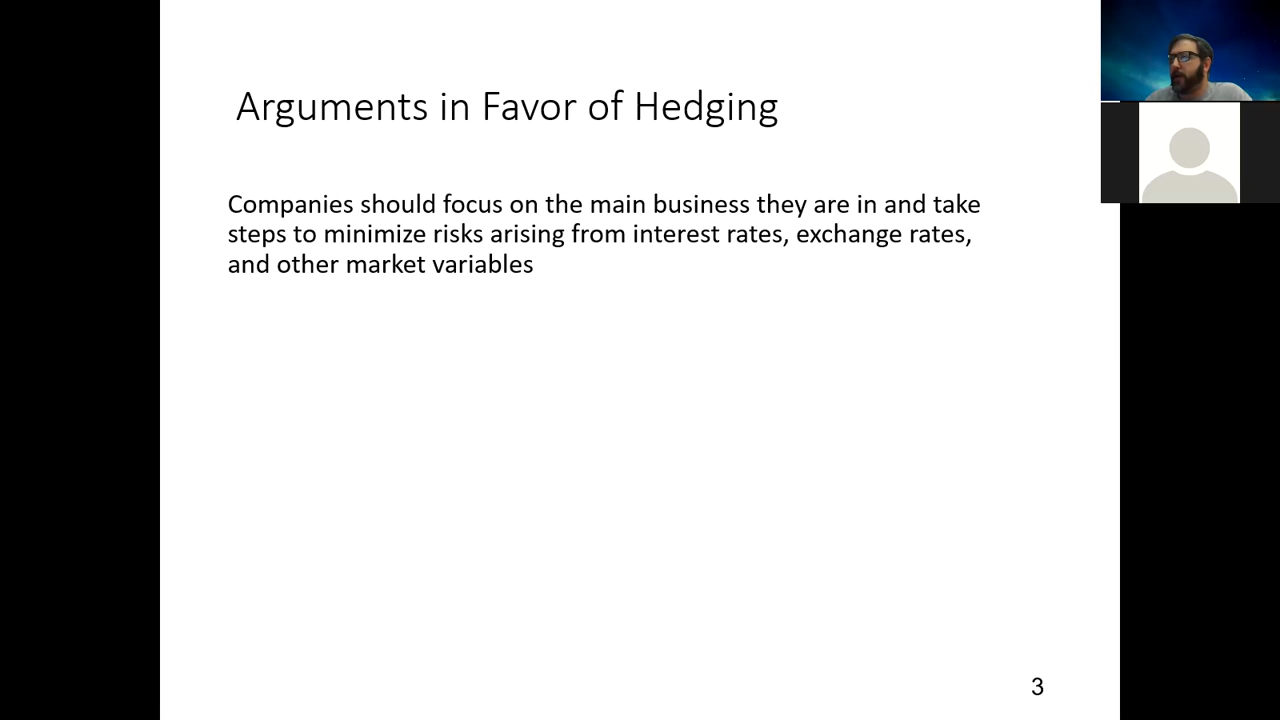 Arguments in Favor of Hedging
Companies should focus on the main business they are in and take
steps to minimize risks arising from interest rates, exchange rates,
and other market variables
3